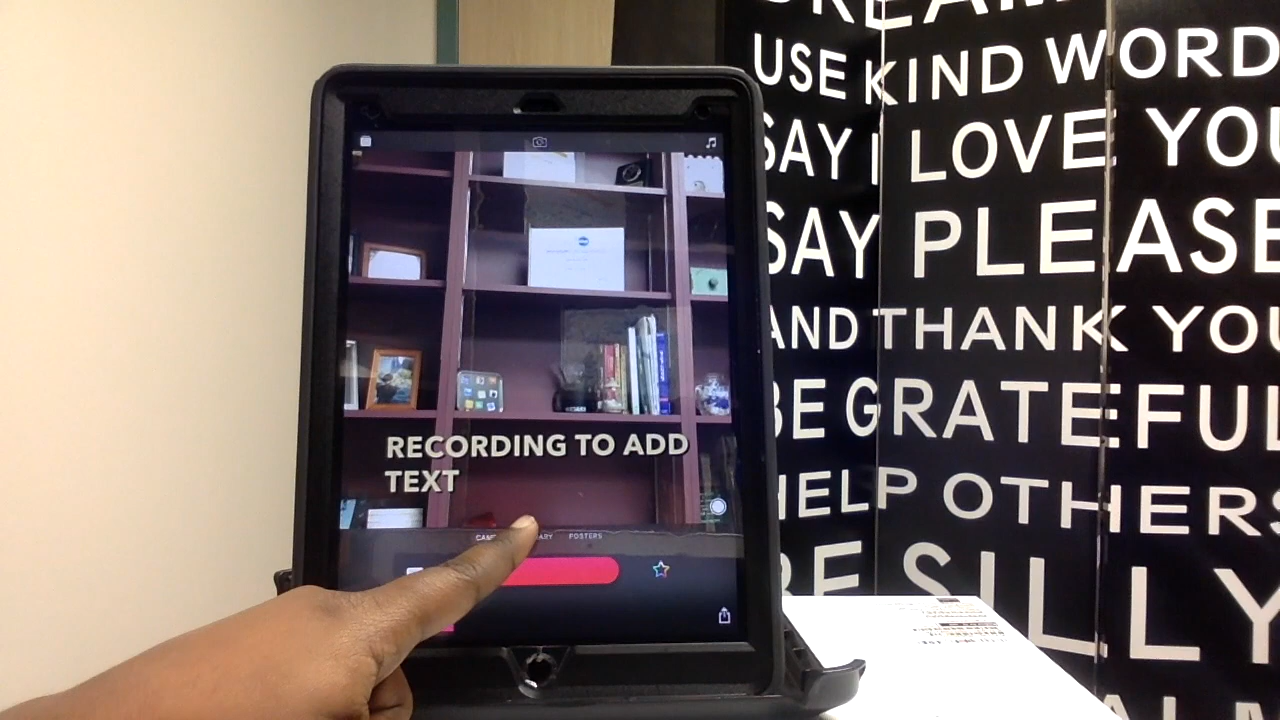 USE KIND WORD
SAY I LOVE YOU
SAY PLEASE
AND THANK YOU
BE GRATEFUL
HELP OTHERS
BE SILLY
RECORDING TO ADD
TEXT
POSTERS